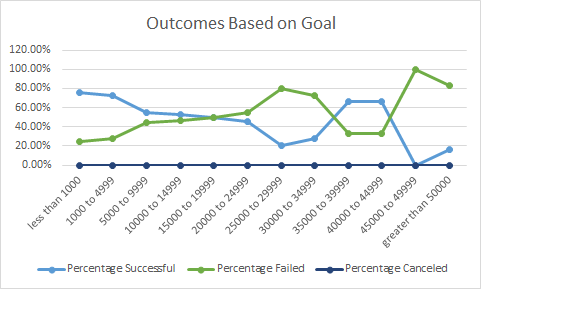 Outcomes Based on Goal
120.00%
100.00%
80.00%
60.00%
40.00%
20.00%
0.00%
less than 1000
1000 to 4999
5000 to 9999
10000 to 14999
15000 to 19999
20000 to 24999
25000 to 29999
30000 to 34999
35000 to 39999
40000 to 44999
45000 to 49999
greater than 50000
Percentage Successful Percentage Failed Percentage Canceled